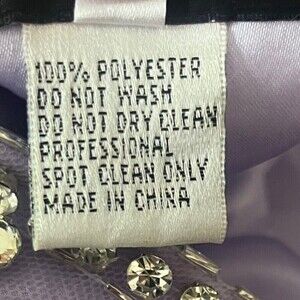 100% POLYESTER
DO NOT WASH
DO NOT DRY CLEAN
PROFESSIONAL
SPOT CLEAN ONLY
MADE IN CHINA